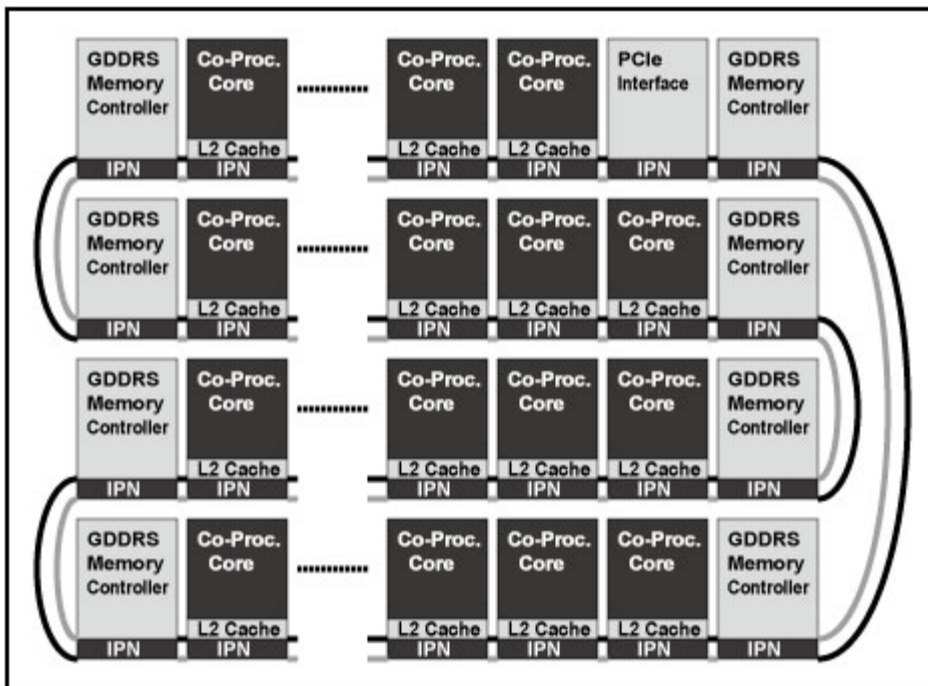 GDDRS
Memory
Controller
IPN
Co-Proc.
Core
L2 Cache
IPN
Co-Proc.
Core
L2 Cache
IPN
Co-Proc.
Core
L2 Cache
IPN
PCIe
Interface
IPN
GDDRS
Memory
Controller
IPN
GDDRS
Memory
Controller
IPN
Co-Proc.
Core
L2 Cache
IPN
Co-Proc.
Core
L2 Cache
IPN
Co-Proc.
Core
L2 Cache
IPN
Co-Proc.
Core
L2 Cache
IPN
GDDRS
Memory
Controller
IPN
GDDRS
Memory
Controller
IPN
Co-Proc.
Core
L2 Cache
IPN
Co-Proc.
Core
L2 Cache
IPN
Co-Proc.
Core
L2 Cache
IPN
Co-Proc.
Core
L2 Cache
IPN
GDDRS
Memory
Controller
IPN
GDDRS
Memory
Controller
IPN
Co-Proc.
Core
L2 Cache
IPN
Co-Proc.
Core
L2 Cache
IPN
Co-Proc.
Core
L2 Cache
IPN
Co-Proc.
Core
L2 Cache
IPN
GDDRS
Memory
Controller
IPN